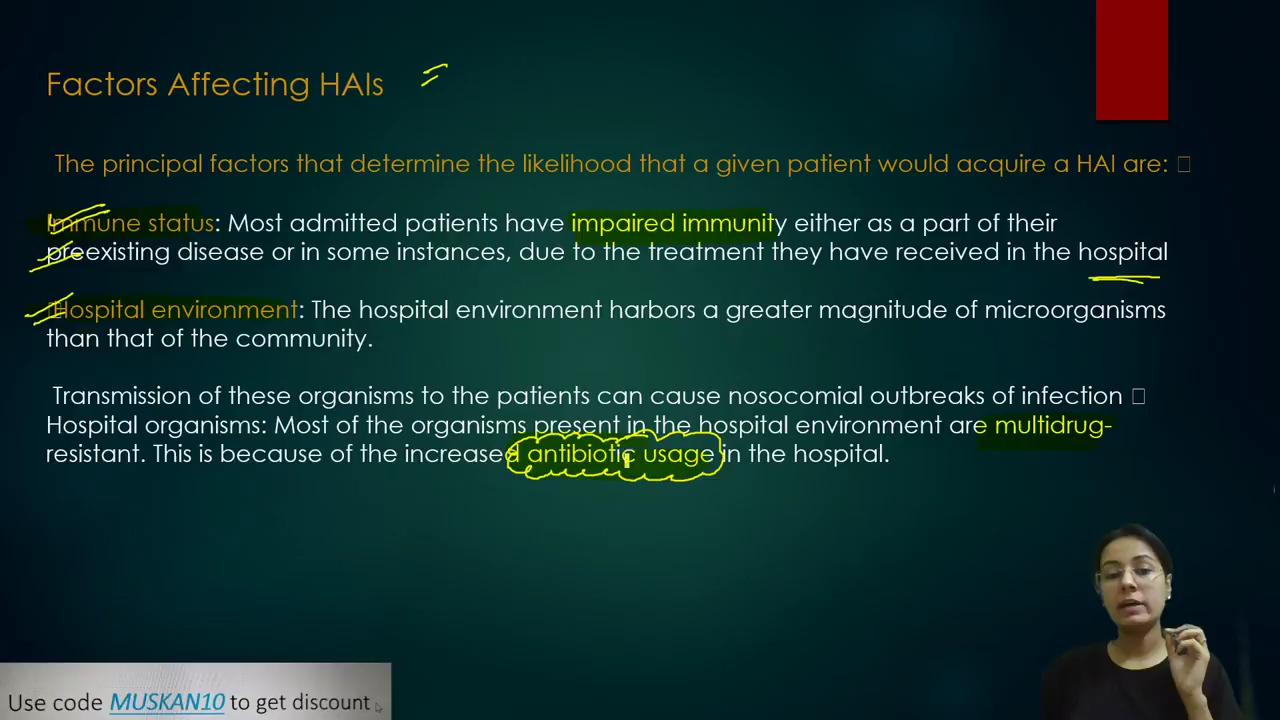 Factors Affecting HAIs
The principal factors that determine the likelihood that a given patient would acquire a HAI are:
Immune status: Most admitted patients have impaired immunity either as a part of their
preexisting disease or in some instances, due to the treatment they have received in the hospital
Hospital environment: The hospital environment harbors a greater magnitude of microorganisms
than that of the community.
Transmission of these organisms to the patients can cause nosocomial outbreaks of infection
Hospital organisms: Most of the organisms present in the hospital environment are multidrug-
resistant. This is because of the increased antibiotic usage in the hospital.
Use code MUSKAN10 to get discount